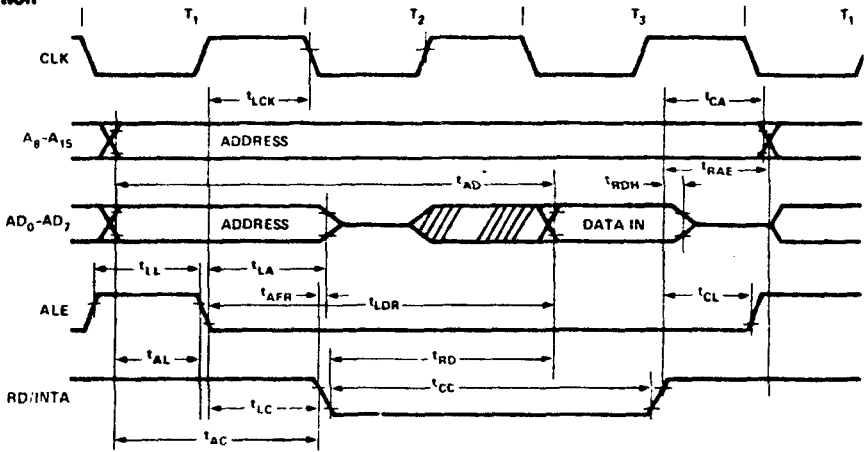 T1 T2 T3 T1
CLK
tLCK tCA
A8-A15 ADDRESS
tRAE
tAD tRDH
AD0-AD7 ADDRESS DATA IN
tLL tLA
tAFR tLDR tCL
ALE
tAL tRD
tCC
RD/INTA
tLC
tAC